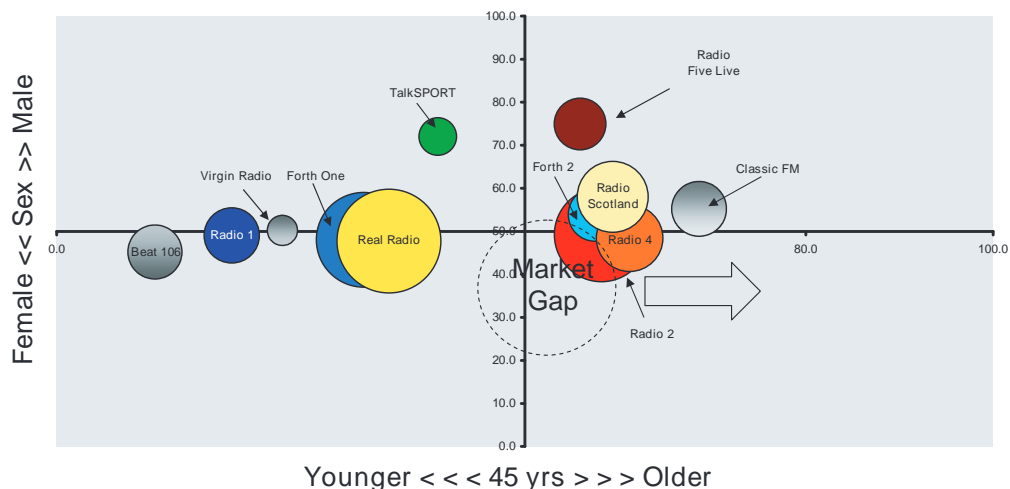 100.0
90.0
80.0
70.0
60.0
50.0
40.0
30.0
20.0
10.0
0.0
0.0
80.0
100.0
Female << Sex >> Male
Younger < < < 45 yrs > > > Older
Radio
Five Live
TalkSPORT
Virgin Radio
Forth One
Forth 2
Classic FM
Radio
Scotland
Radio 1
Beat 106
Real Radio
Radio 4
Market
Gap
Radio 2